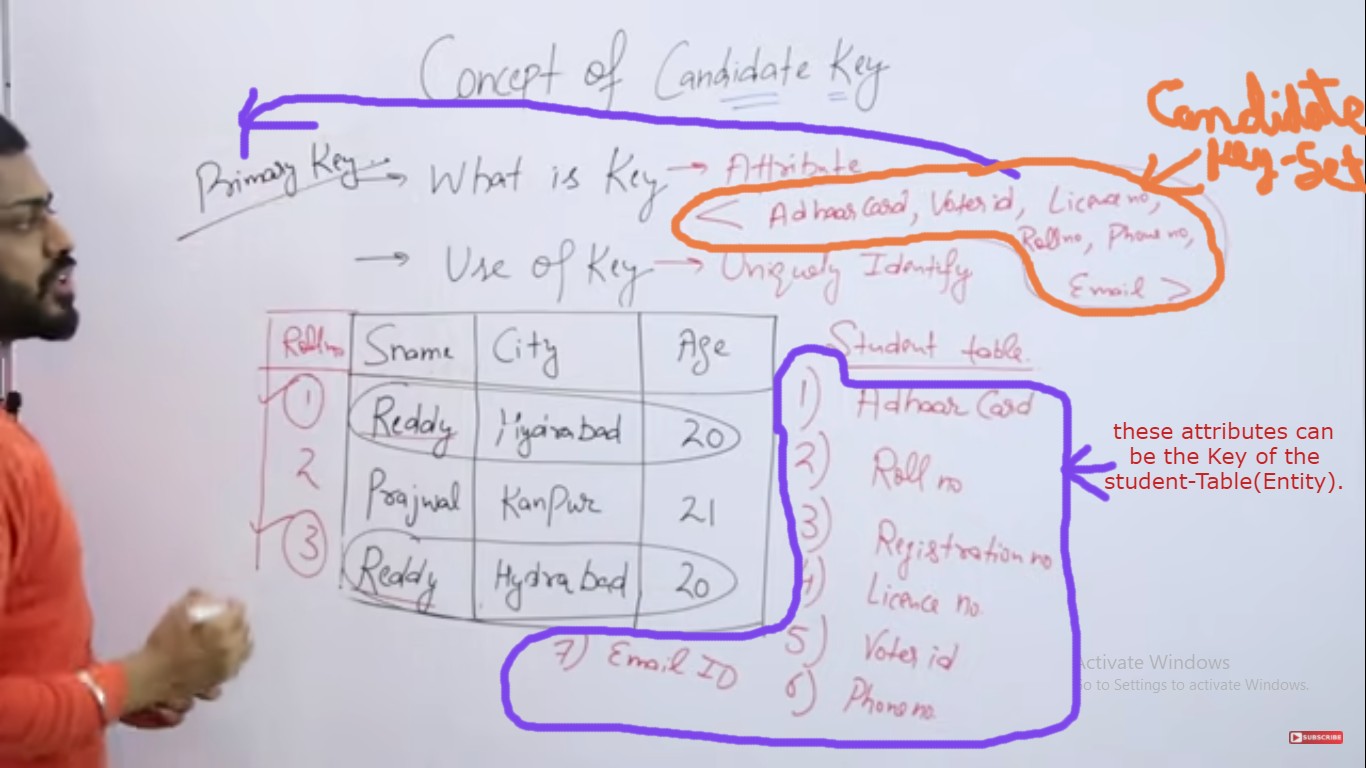 Concept of Candidate Key
Candidate
Key-Set
Primary Key → What is Key → Attribute
< Adhaar Card, Voter id, Licence no,
Roll no, Phone no,
Email >
→ Use of Key → Uniquely Identify
Student table
Roll no Sname City Age
1 Reddy Hydrabad 20
2 Prajwal Kanpur 21
3 Reddy Hydrabad 20
1) Adhaar Card
2) Roll no
3) Registration no
4) Licence no.
5) Voter id
6) Phone no.
7) Email ID
these attributes can
be the Key of the
student-Table(Entity).
Activate Windows
Go to Settings to activate Windows.
SUBSCRIBE